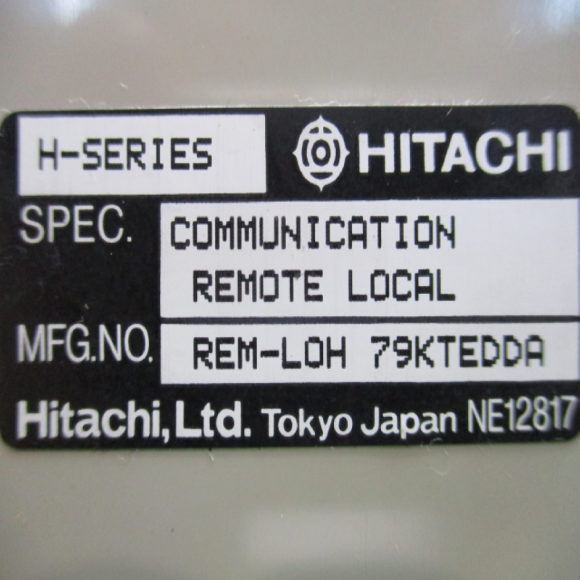 H-SERIES HITACHI
SPEC. COMMUNICATION
REMOTE LOCAL
MFG.NO. REM-LOH 79KTEDDA
Hitachi,Ltd. Tokyo Japan NE12817